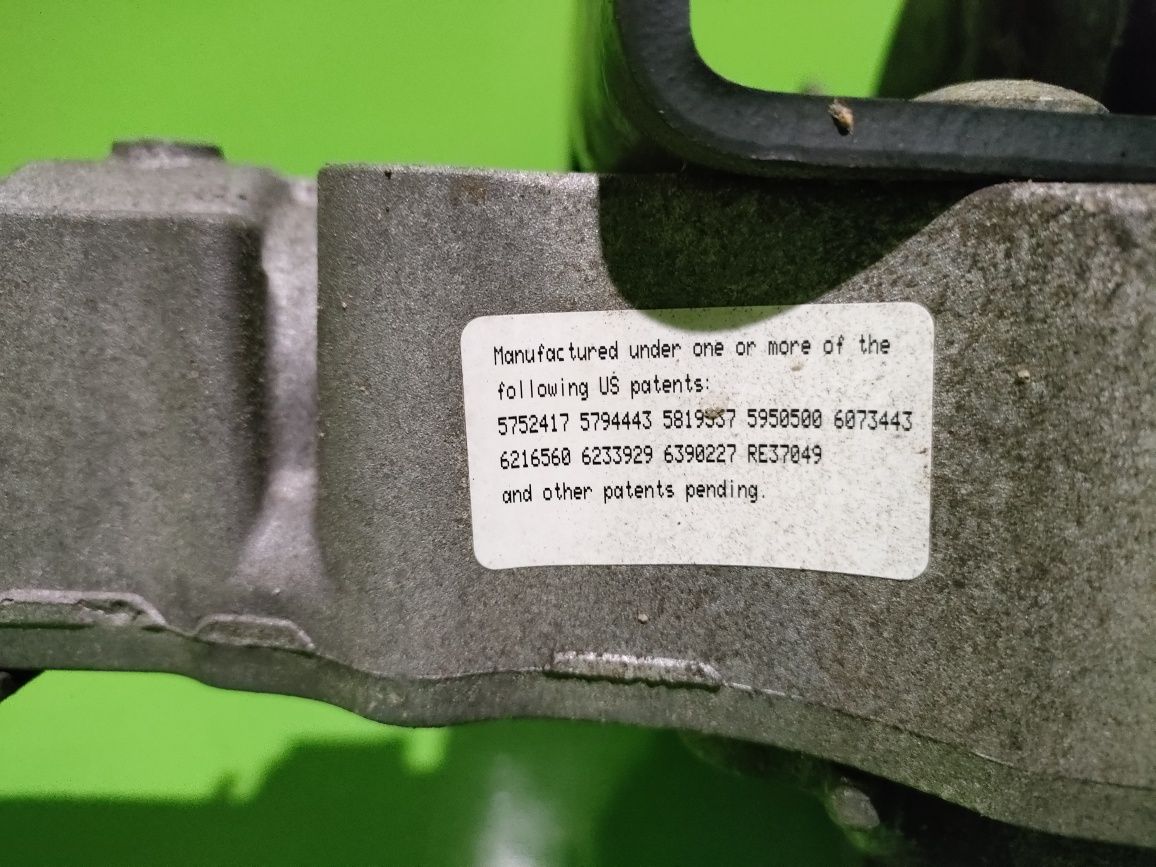 Manufactured under one or more of the
following US patents:
5752417 5794443 5819537 5950500 6073443
6216560 6233929 6390227 RE37049
and other patents pending.